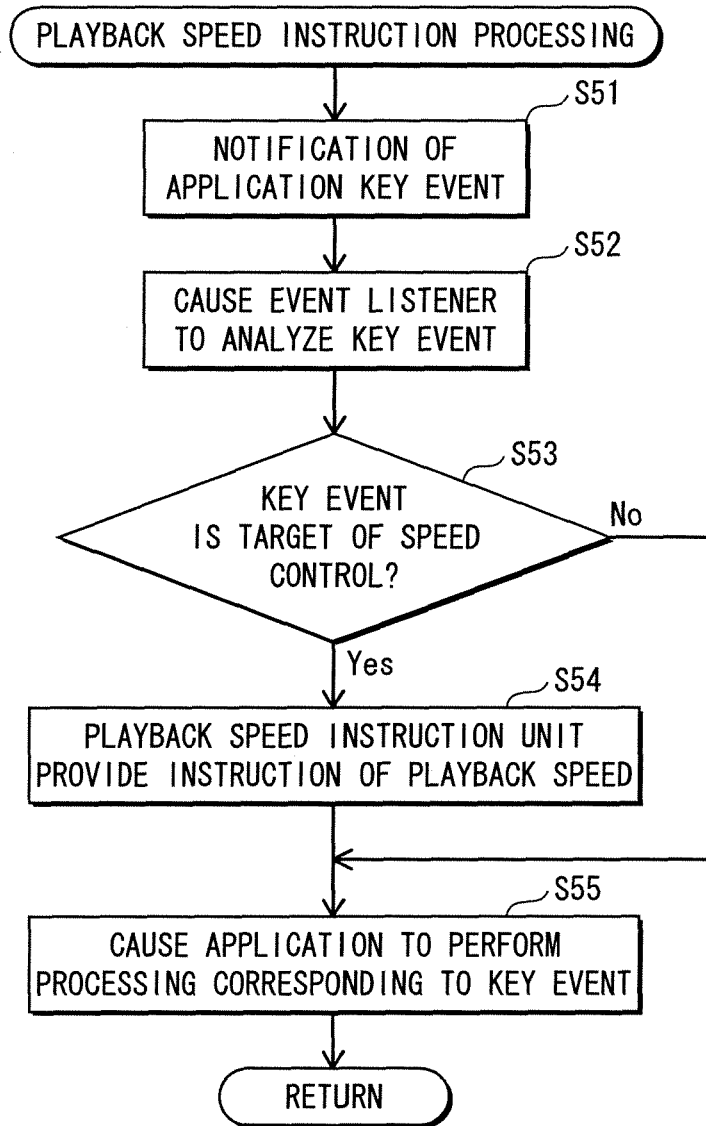 PLAYBACK SPEED INSTRUCTION PROCESSING
S51
NOTIFICATION OF
APPLICATION KEY EVENT
S52
CAUSE EVENT LISTENER
TO ANALYZE KEY EVENT
S53
KEY EVENT
IS TARGET OF SPEED
CONTROL?
No
Yes
S54
PLAYBACK SPEED INSTRUCTION UNIT
PROVIDE INSTRUCTION OF PLAYBACK SPEED
S55
CAUSE APPLICATION TO PERFORM
PROCESSING CORRESPONDING TO KEY EVENT
RETURN